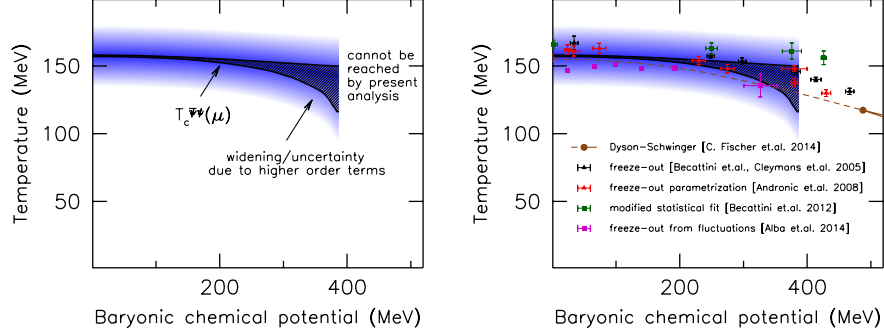 Temperature (MeV)
150
100
50
200
400
Baryonic chemical potential (MeV)
cannot be
reached
by present
analysis
T_c^{ψ̄ψ}(μ)
widening/uncertainty
due to higher order terms
Temperature (MeV)
150
100
50
200
400
Baryonic chemical potential (MeV)
Dyson-Schwinger [C. Fischer et.al. 2014]
freeze-out [Becattini et.al., Cleymans et.al. 2005]
freeze-out parametrization [Andronic et.al. 2008]
modified statistical fit [Becattini et.al. 2012]
freeze-out from fluctuations [Alba et.al. 2014]